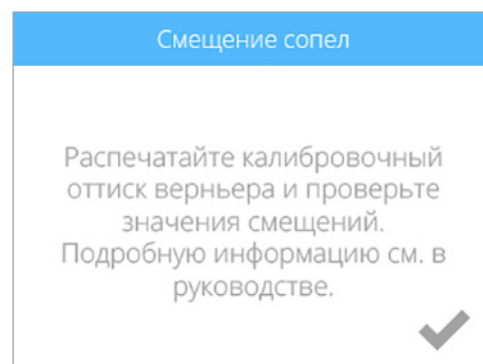 Смещение сопел
Распечатайте калибровочный
оттиск верньера и проверьте
значения смещений.
Подробную информацию см. в
руководстве.